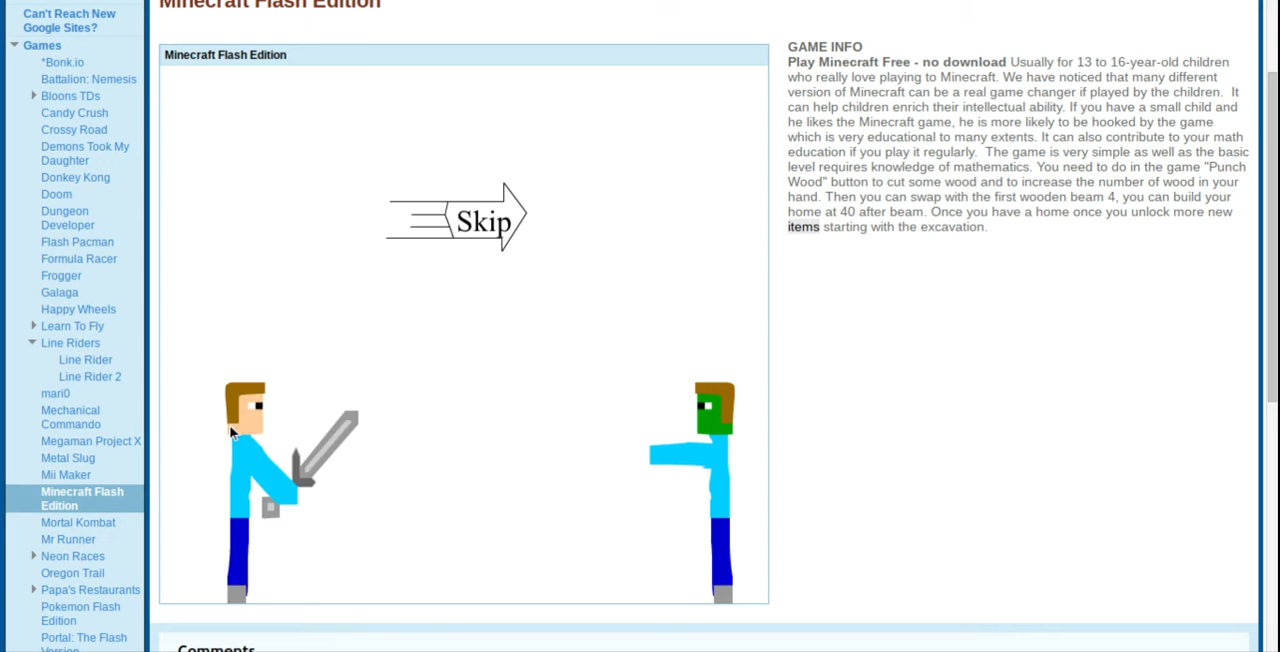 Can't Reach New
Google Sites?
Games
*Bonk.io
Battalion: Nemesis
Bloons TDs
Candy Crush
Crossy Road
Demons Took My
Daughter
Donkey Kong
Doom
Dungeon
Developer
Flash Pacman
Formula Racer
Frogger
Galaga
Happy Wheels
Learn To Fly
Line Riders
Line Rider
Line Rider 2
mari0
Mechanical
Commando
Megaman Project X
Metal Slug
Mii Maker
Minecraft Flash
Edition
Mortal Kombat
Mr Runner
Neon Races
Oregon Trail
Papa's Restaurants
Pokemon Flash
Edition
Portal: The Flash
Version
Minecraft Flash Edition
Minecraft Flash Edition
Skip
GAME INFO
Play Minecraft Free - no download Usually for 13 to 16-year-old children
who really love playing to Minecraft. We have noticed that many different
version of Minecraft can be a real game changer if played by the children.  It
can help children enrich their intellectual ability. If you have a small child and
he likes the Minecraft game, he is more likely to be hooked by the game
which is very educational to many extents. It can also contribute to your math
education if you play it regularly.  The game is very simple as well as the basic
level requires knowledge of mathematics. You need to do in the game "Punch
Wood" button to cut some wood and to increase the number of wood in your
hand. Then you can swap with the first wooden beam 4, you can build your
home at 40 after beam. Once you have a home once you unlock more new
items starting with the excavation.
Comments